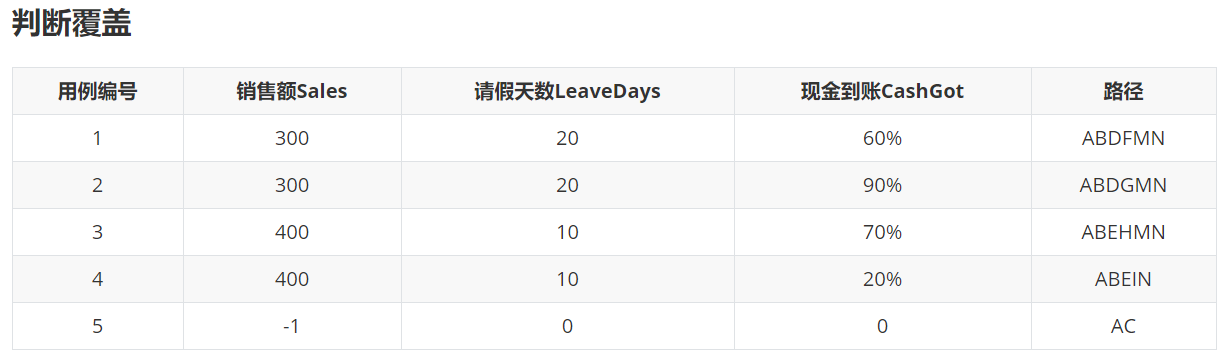 判断覆盖
用例编号 销售额Sales 请假天数LeaveDays 现金到账CashGot 路径
1 300 20 60% ABDFMN
2 300 20 90% ABDGMN
3 400 10 70% ABEHMN
4 400 10 20% ABEIN
5 -1 0 0 AC